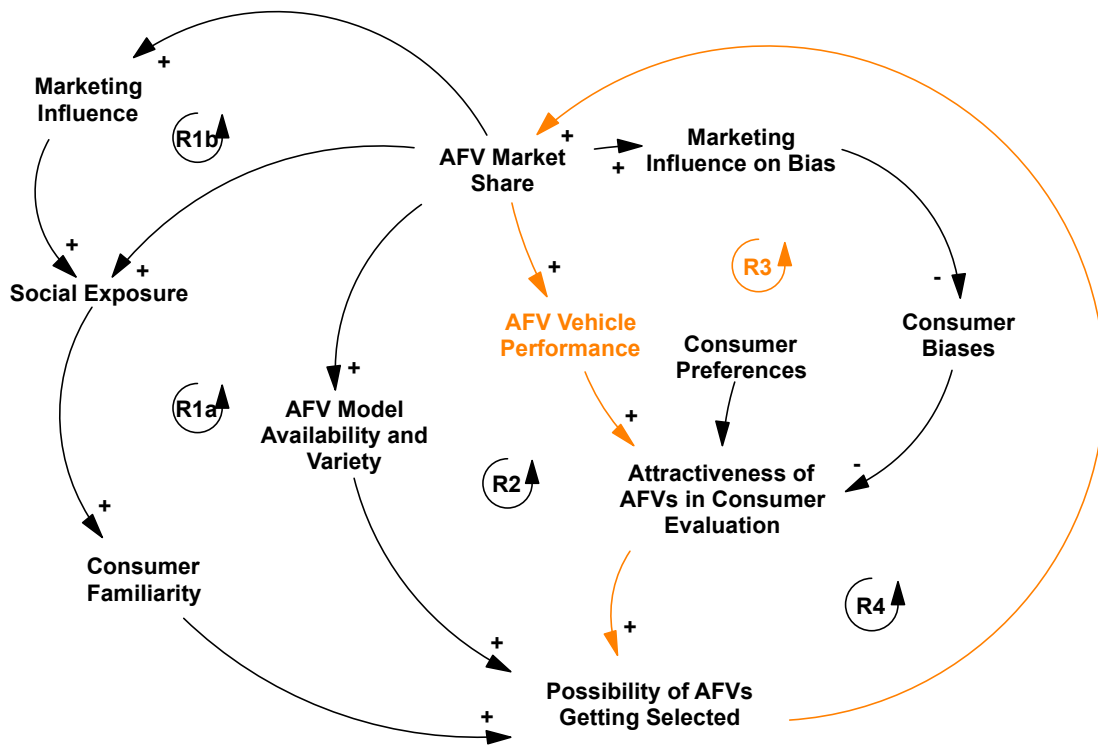 +
Marketing
Influence
R1b
AFV Market
Share
+
+
Marketing
Influence on Bias
+
+
Social Exposure
+
R3
-
AFV Vehicle
Performance
Consumer
Preferences
Consumer
Biases
R1a
+
AFV Model
Availability and
Variety
+
R2
Attractiveness of
AFVs in Consumer
Evaluation
-
+
Consumer
Familiarity
R4
+
+
Possibility of AFVs
Getting Selected
+